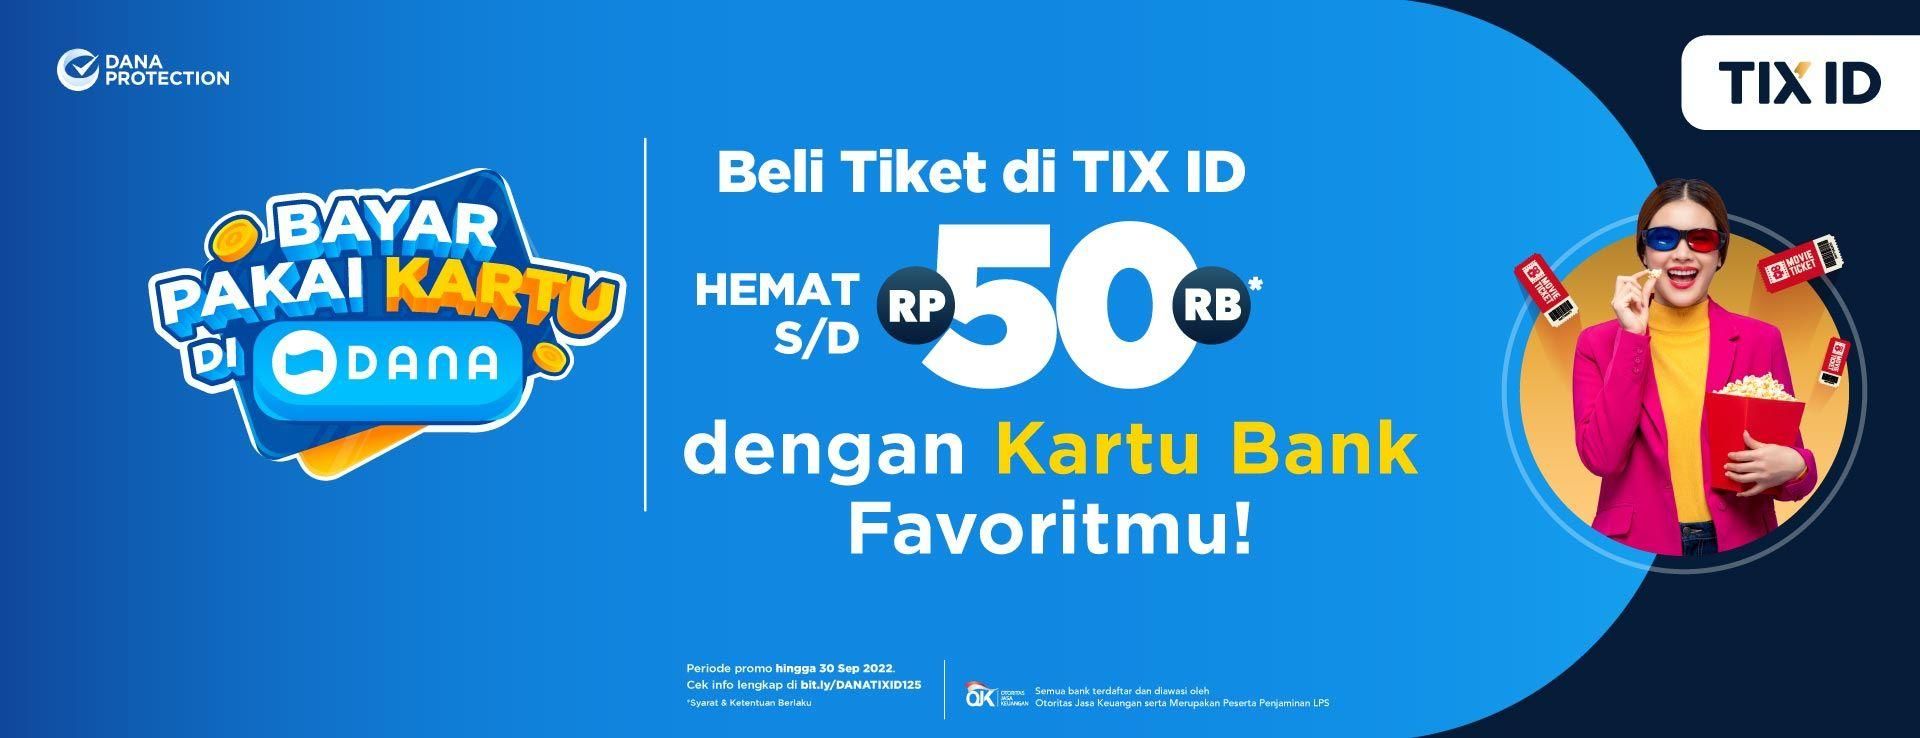 DANA
PROTECTION
TIX ID
BAYAR
PAKAI KARTU
DI DANA
Beli Tiket di TIX ID
HEMAT
S/D
RP 50 RB*
dengan Kartu Bank
Favoritmu!
MOVIE
TICKET
MOVIE
TICKET
Periode promo hingga 30 Sep 2022.
Cek info lengkap di bit.ly/DANATIXID125
*Syarat & Ketentuan Berlaku
OJK OTORITAS
JASA
KEUANGAN
Semua bank terdaftar dan diawasi oleh
Otoritas Jasa Keuangan serta Merupakan Peserta Penjaminan LPS